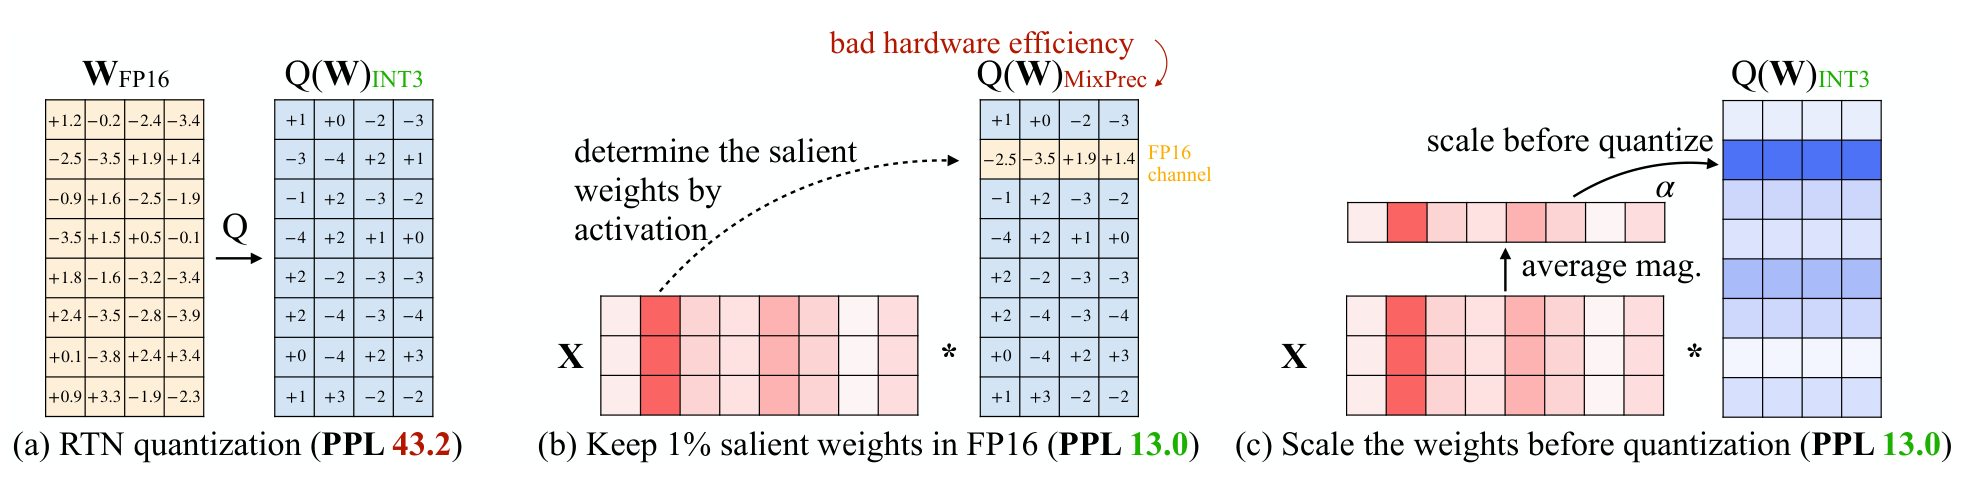 W_FP16
+1.2 −0.2 −2.4 −3.4
−2.5 −3.5 +1.9 +1.4
−0.9 +1.6 −2.5 −1.9
−3.5 +1.5 +0.5 −0.1
+1.8 −1.6 −3.2 −3.4
+2.4 −3.5 −2.8 −3.9
+0.1 −3.8 +2.4 +3.4
+0.9 +3.3 −1.9 −2.3
Q
Q(W)_INT3
+1 +0 −2 −3
−3 −4 +2 +1
−1 +2 −3 −2
−4 +2 +1 +0
+2 −2 −3 −3
+2 −4 −3 −4
+0 −4 +2 +3
+1 +3 −2 −2
(a) RTN quantization (PPL 43.2)
bad hardware efficiency
Q(W)_MixPrec
determine the salient
weights by
activation
+1 +0 −2 −3
−2.5 −3.5 +1.9 +1.4
−1 +2 −3 −2
−4 +2 +1 +0
+2 −2 −3 −3
+2 −4 −3 −4
+0 −4 +2 +3
+1 +3 −2 −2
FP16
channel
X
*
(b) Keep 1% salient weights in FP16 (PPL 13.0)
Q(W)_INT3
scale before quantize
α
average mag.
X
*
(c) Scale the weights before quantization (PPL 13.0)